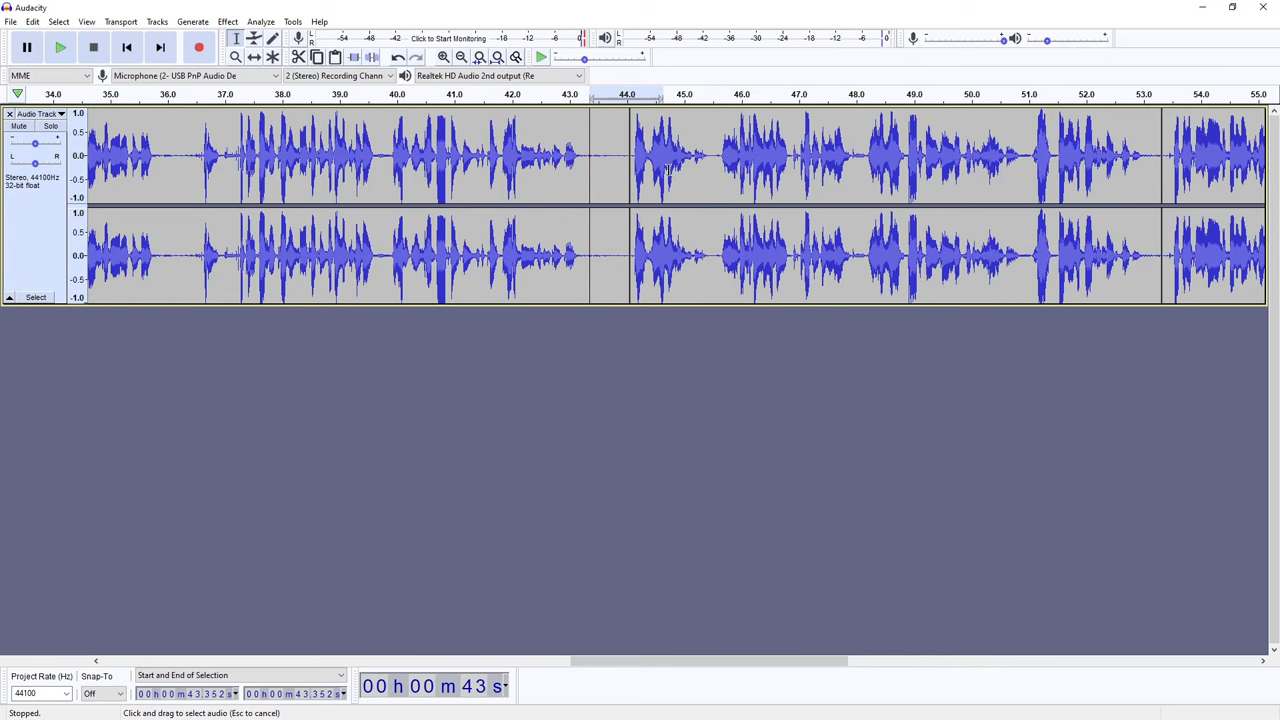 Audacity
File Edit Select View Transport Tracks Generate Effect Analyze Tools Help
L R -54 -48 -42 Click to Start Monitoring -18 -12 -6 0 L R -54 -48 -42 -36 -30 -24 -18 -12 -6 0
MME Microphone (2- USB PnP Audio De 2 (Stereo) Recording Chann Realtek HD Audio 2nd output (Re
34.0 35.0 36.0 37.0 38.0 39.0 40.0 41.0 42.0 43.0 44.0 45.0 46.0 47.0 48.0 49.0 50.0 51.0 52.0 53.0 54.0 55.0
Audio Track 1.0
Mute Solo
- + 0.5
L R 0.0
Stereo, 44100Hz -0.5
32-bit float
-1.0
1.0
0.5
0.0
-0.5
Select -1.0
Project Rate (Hz) Snap-To Start and End of Selection
44100 Off 00h00m43.352s 00h00m43.352s 00h00m43s
Stopped. Click and drag to select audio (Esc to cancel)